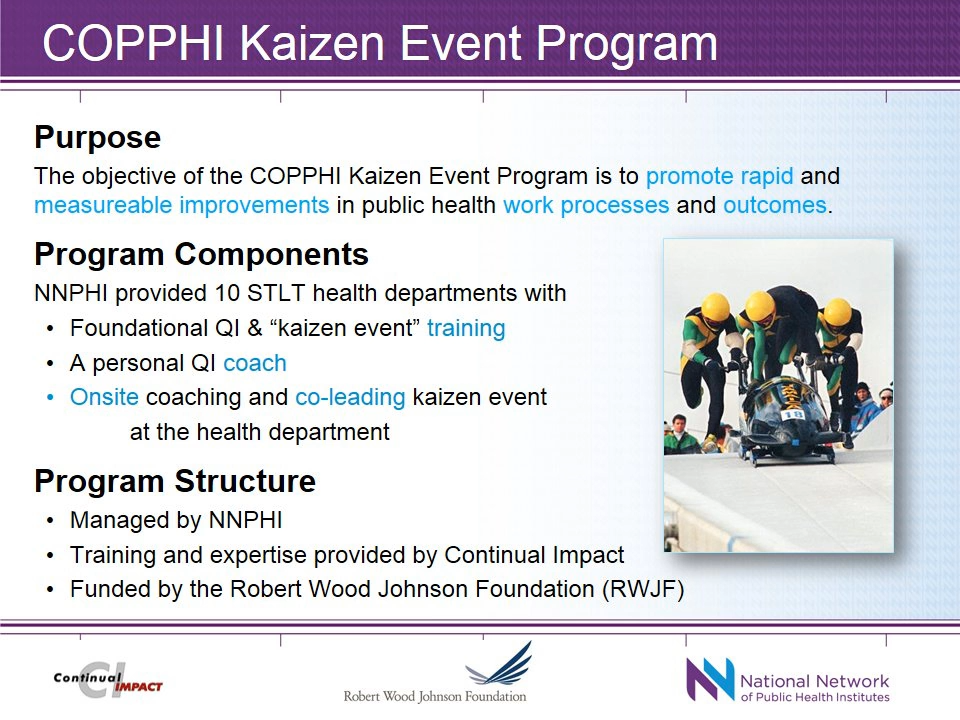 COPPHI Kaizen Event Program
Purpose
The objective of the COPPHI Kaizen Event Program is to promote rapid and
measureable improvements in public health work processes and outcomes.
Program Components
NNPHI provided 10 STLT health departments with
• Foundational QI & “kaizen event” training
• A personal QI coach
• Onsite coaching and co-leading kaizen event
at the health department
Program Structure
• Managed by NNPHI
• Training and expertise provided by Continual Impact
• Funded by the Robert Wood Johnson Foundation (RWJF)
18
CI
Continual
IMPACT
Robert Wood Johnson Foundation
National Network
of Public Health Institutes